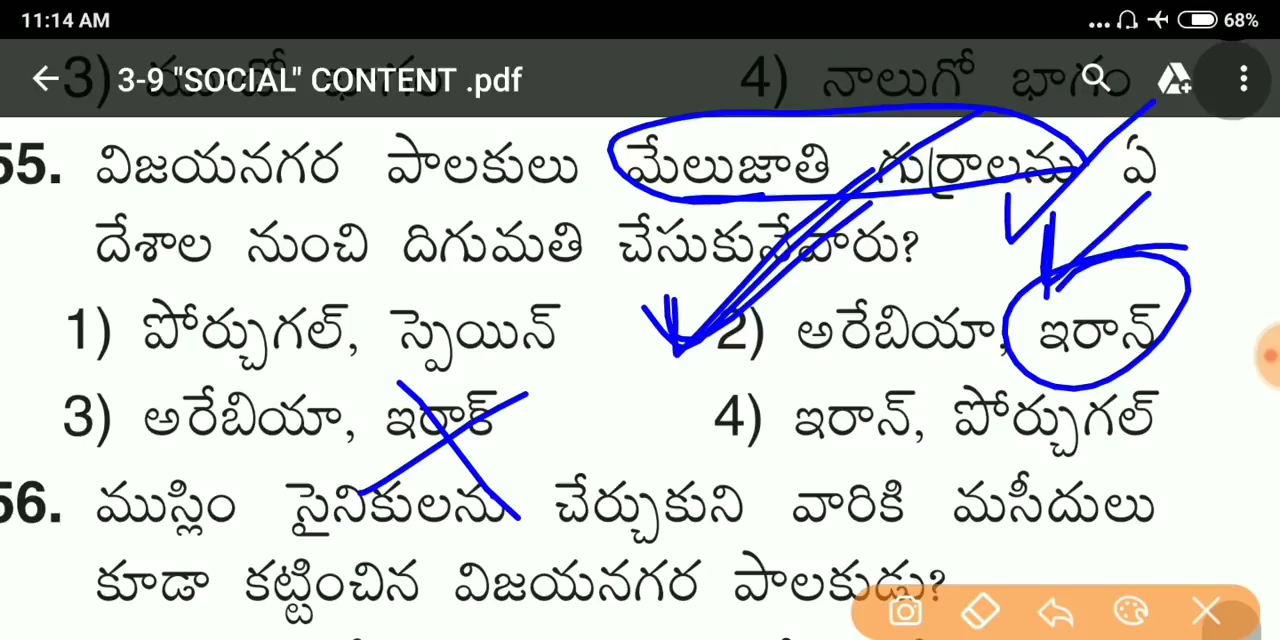 11:14 AM
68%
3-9 "SOCIAL" CONTENT .pdf
3) మూడో భాగం 4) నాలుగో భాగం
55. విజయనగర పాలకులు మేలుజాతి గుర్రాలను ఏ
దేశాల నుంచి దిగుమతి చేసుకునేవారు?
1) పోర్చుగల్, స్పెయిన్ 2) అరేబియా, ఇరాన్
3) అరేబియా, ఇరాక్ 4) ఇరాన్, పోర్చుగల్
56. ముస్లిం సైనికులను చేర్చుకుని వారికి మసీదులు
కూడా కట్టించిన విజయనగర పాలకుడు?